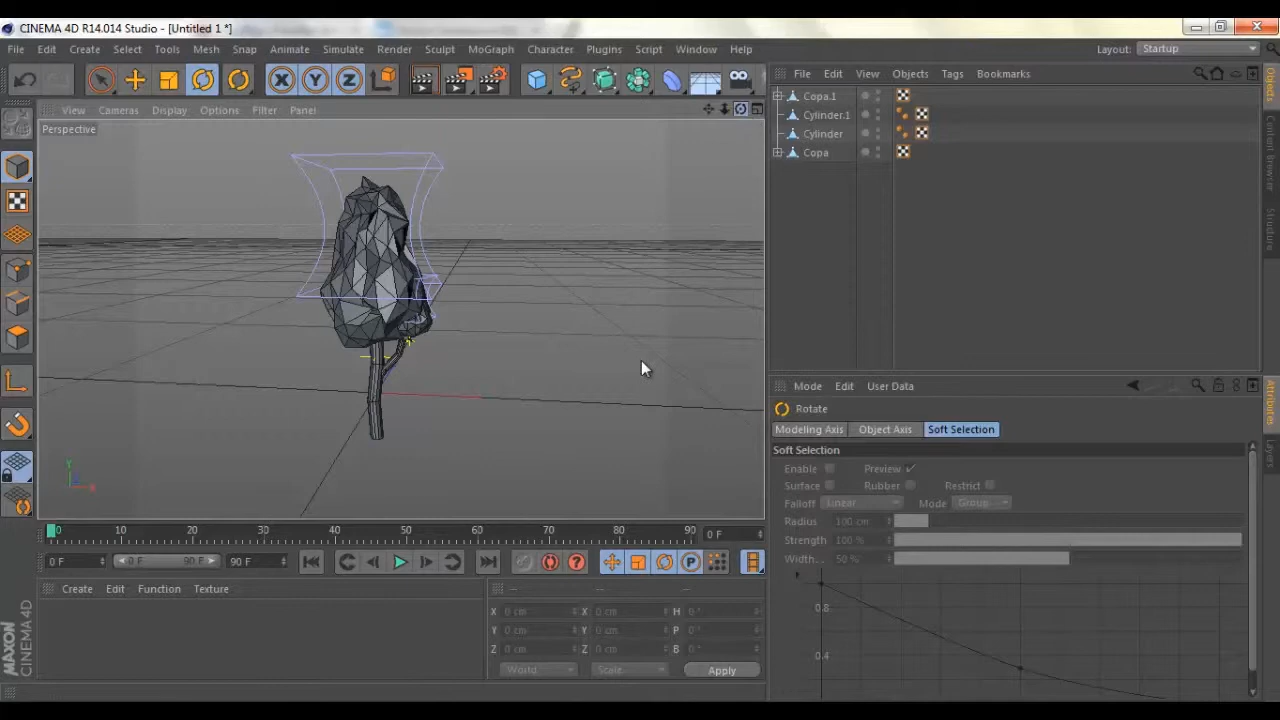 CINEMA 4D R14.014 Studio - [Untitled 1 *]
File Edit Create Select Tools Mesh Snap Animate Simulate Render Sculpt MoGraph Character Plugins Script Window Help
Layout: Startup
X Y Z
File Edit View Objects Tags Bookmarks
View Cameras Display Options Filter Panel
Perspective
Copa.1
Cylinder.1
Cylinder
Copa
Objects
Content Browser
Structure
Mode Edit User Data
Rotate
Modeling Axis Object Axis Soft Selection
Soft Selection
Enable Preview
Surface Rubber Restrict
Falloff Linear Mode Group
Radius 100 cm
Strength 100 %
Width... 50 %
0.8
0.4
Attributes
Layers
Y
X
0 10 20 30 40 50 60 70 80 90 0 F
0 F 0 F 90 F 90 F
P
Create Edit Function Texture
-- -- --
X 0 cm X 0 cm H 0 °
Y 0 cm Y 0 cm P 0 °
Z 0 cm Z 0 cm B 0 °
World Scale... Apply
MAXON
CINEMA 4D